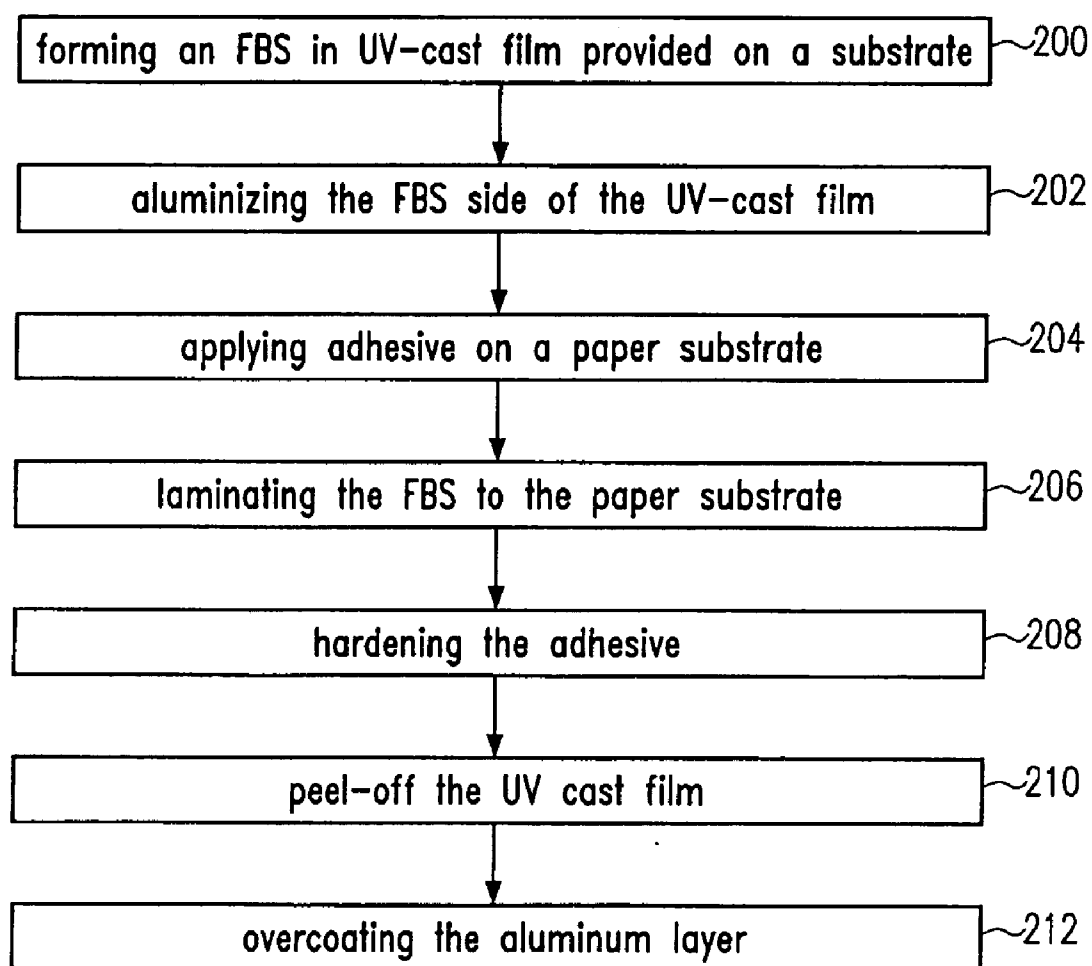 forming an FBS in UV-cast film provided on a substrate 200
aluminizing the FBS side of the UV-cast film 202
applying adhesive on a paper substrate 204
laminating the FBS to the paper substrate 206
hardening the adhesive 208
peel-off the UV cast film 210
overcoating the aluminum layer 212